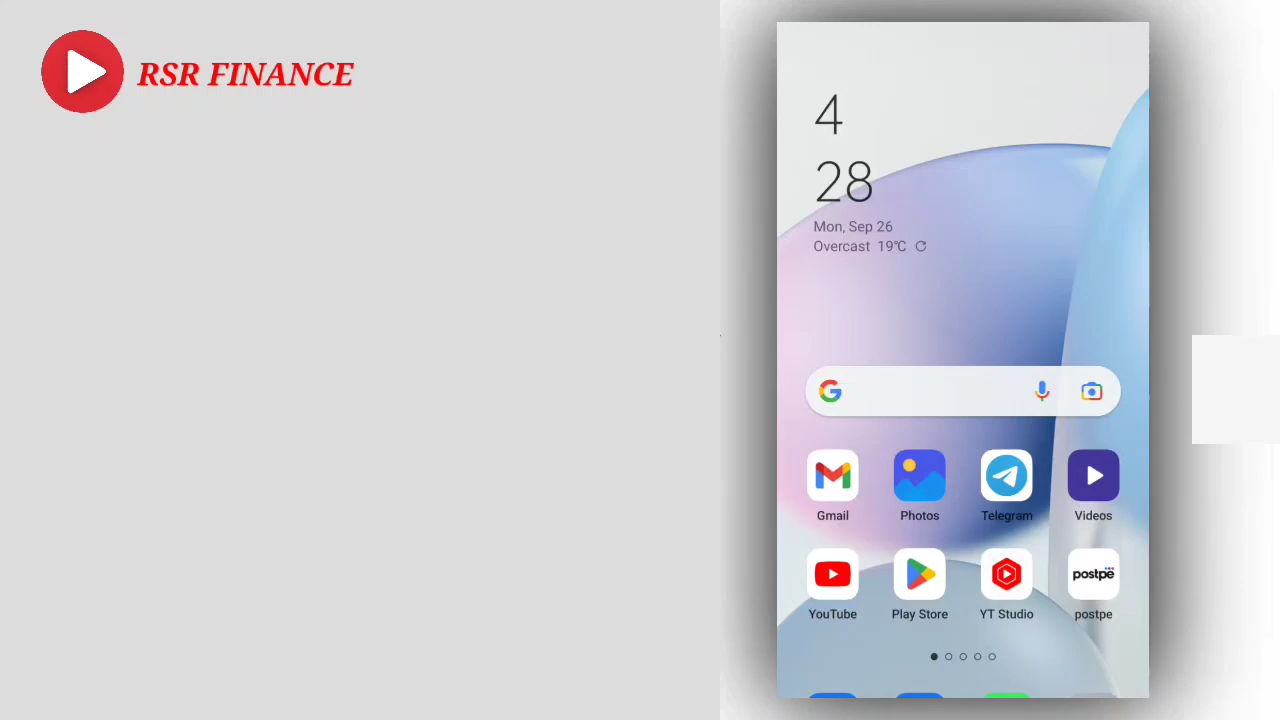 RSR FINANCE
4
28
Mon, Sep 26
Overcast 19℃
Gmail
Photos
Telegram
Videos
postpe
YouTube
Play Store
YT Studio
postpe